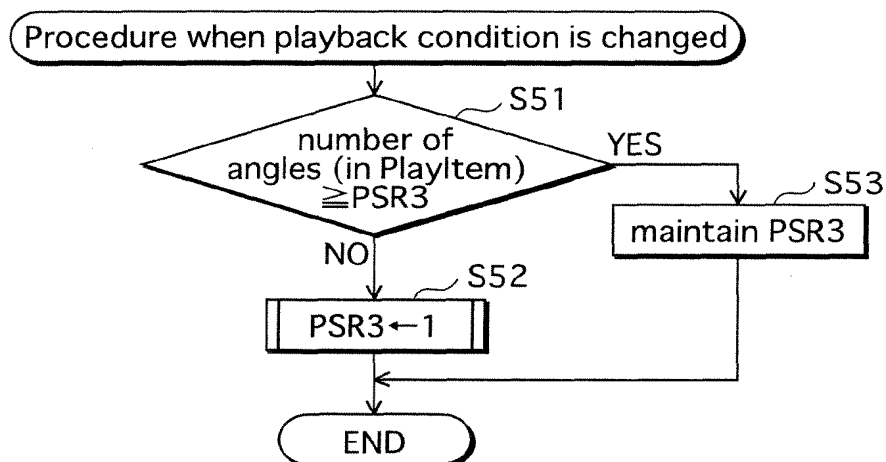 Procedure when playback condition is changed
S51
number of
angles (in PlayItem)
≧PSR3
YES
S53
maintain PSR3
NO
S52
PSR3←1
END